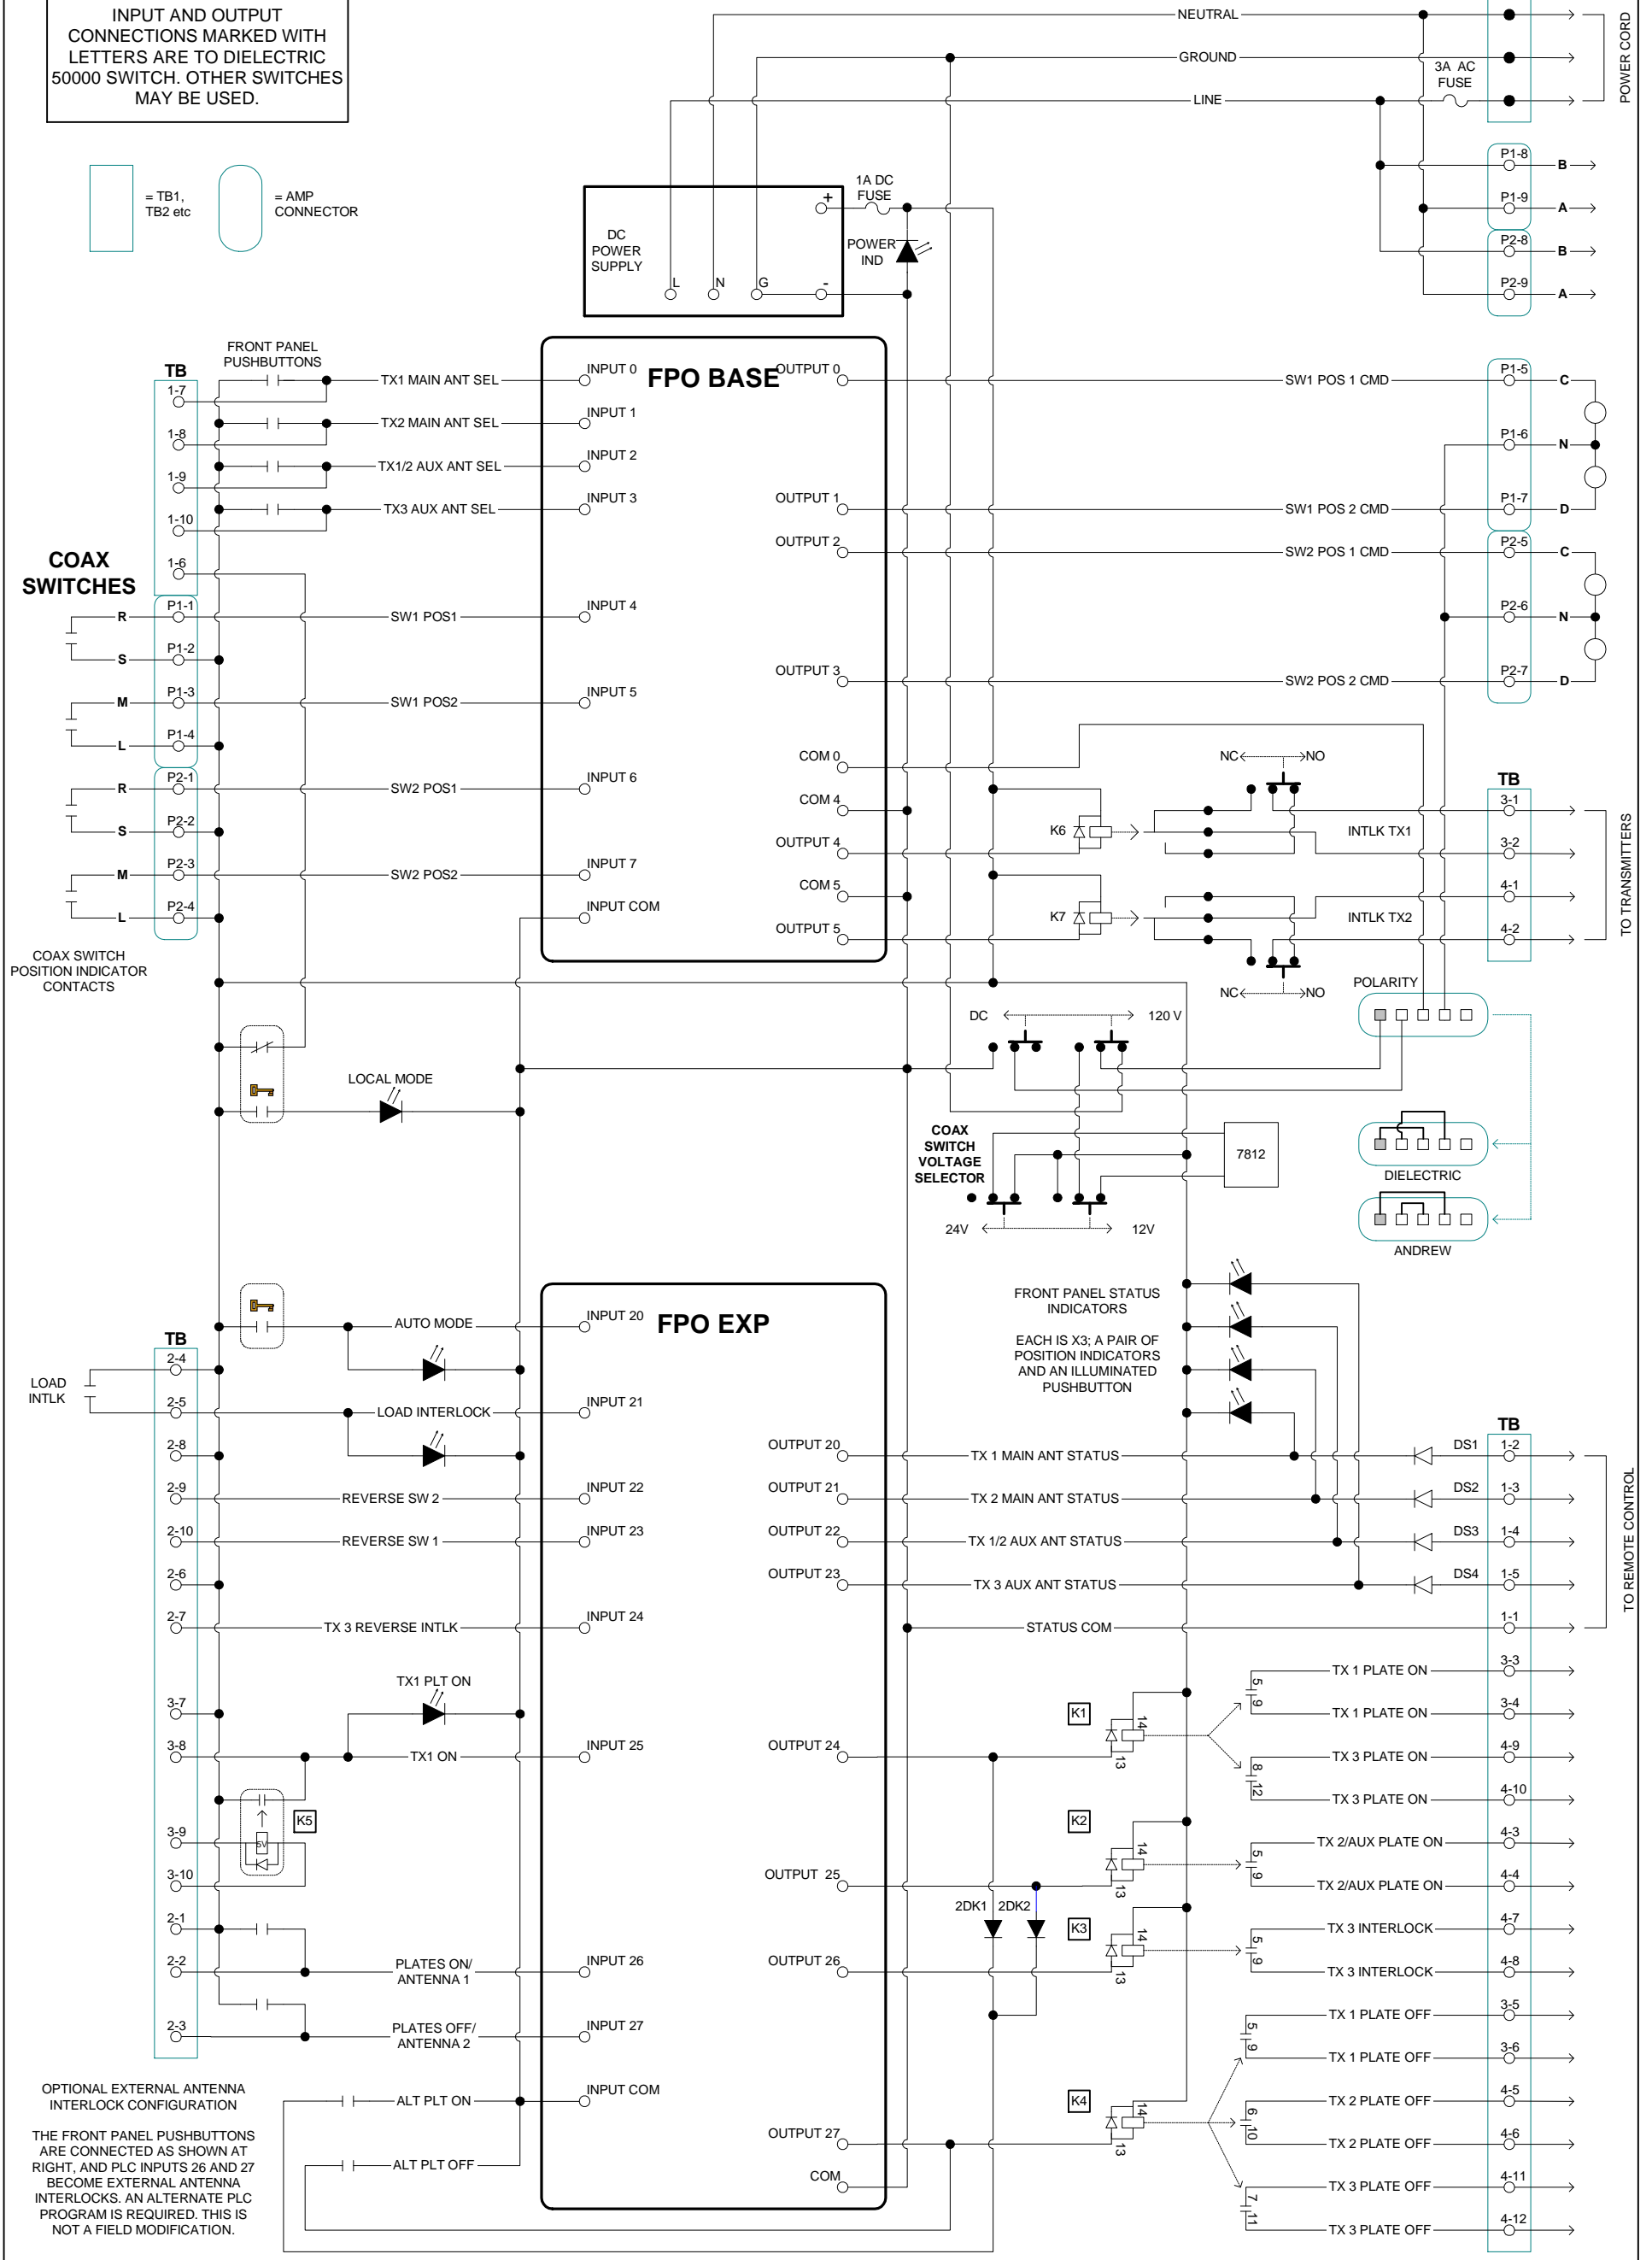 INPUT AND OUTPUT
CONNECTIONS MARKED WITH
LETTERS ARE TO DIELECTRIC
50000 SWITCH. OTHER SWITCHES
MAY BE USED.
NEUTRAL
GROUND
LINE
3A AC
FUSE
POWER CORD
= TB1,
TB2 etc
= AMP
CONNECTOR
P1-8
B
P1-9
A
P2-8
B
P2-9
A
1A DC
FUSE
+
DC
POWER
SUPPLY
POWER
IND
L
N
G
-
FRONT PANEL
PUSHBUTTONS
TB
1-7
TX1 MAIN ANT SEL
INPUT 0
FPO BASE
OUTPUT 0
SW1 POS 1 CMD
P1-5
C
1-8
TX2 MAIN ANT SEL
INPUT 1
P1-6
N
1-9
TX1/2 AUX ANT SEL
INPUT 2
1-10
TX3 AUX ANT SEL
INPUT 3
OUTPUT 1
SW1 POS 2 CMD
P1-7
D
OUTPUT 2
SW2 POS 1 CMD
P2-5
C
COAX
SWITCHES
1-6
R
P1-1
SW1 POS1
INPUT 4
P2-6
N
S
P1-2
OUTPUT 3
SW2 POS 2 CMD
P2-7
D
M
P1-3
SW1 POS2
INPUT 5
L
P1-4
COM 0
NC
NO
R
P2-1
SW2 POS1
INPUT 6
TB
COM 4
3-1
S
P2-2
K6
INTLK TX1
OUTPUT 4
3-2
M
P2-3
SW2 POS2
INPUT 7
COM 5
4-1
L
P2-4
INPUT COM
K7
INTLK TX2
OUTPUT 5
4-2
TO TRANSMITTERS
COAX SWITCH
POSITION INDICATOR
CONTACTS
NC
NO
POLARITY
DC
120 V
LOCAL MODE
COAX
SWITCH
VOLTAGE
SELECTOR
7812
DIELECTRIC
24V
12V
ANDREW
FPO EXP
FRONT PANEL STATUS
INDICATORS
EACH IS X3; A PAIR OF
POSITION INDICATORS
AND AN ILLUMINATED
PUSHBUTTON
AUTO MODE
INPUT 20
TB
2-4
LOAD
INTLK
2-5
LOAD INTERLOCK
INPUT 21
TB
2-8
OUTPUT 20
TX 1 MAIN ANT STATUS
DS1
1-2
2-9
REVERSE SW 2
INPUT 22
OUTPUT 21
TX 2 MAIN ANT STATUS
DS2
1-3
2-10
REVERSE SW 1
INPUT 23
OUTPUT 22
TX 1/2 AUX ANT STATUS
DS3
1-4
2-6
OUTPUT 23
TX 3 AUX ANT STATUS
DS4
1-5
2-7
TX 3 REVERSE INTLK
INPUT 24
STATUS COM
1-1
TO REMOTE CONTROL
TX 1 PLATE ON
3-3
TX1 PLT ON
3-7
K1
14
13
5
9
TX 1 PLATE ON
3-4
3-8
TX1 ON
INPUT 25
OUTPUT 24
TX 3 PLATE ON
4-9
8
12
TX 3 PLATE ON
4-10
K5
5V
3-9
K2
14
13
5
9
TX 2/AUX PLATE ON
4-3
3-10
OUTPUT 25
TX 2/AUX PLATE ON
4-4
2DK1
2DK2
2-1
K3
14
13
5
9
TX 3 INTERLOCK
4-7
2-2
PLATES ON/
ANTENNA 1
INPUT 26
OUTPUT 26
TX 3 INTERLOCK
4-8
TX 1 PLATE OFF
3-5
2-3
PLATES OFF/
ANTENNA 2
INPUT 27
5
9
TX 1 PLATE OFF
3-6
OPTIONAL EXTERNAL ANTENNA
INTERLOCK CONFIGURATION
ALT PLT ON
INPUT COM
K4
14
13
TX 2 PLATE OFF
4-5
6
10
OUTPUT 27
TX 2 PLATE OFF
4-6
THE FRONT PANEL PUSHBUTTONS
ARE CONNECTED AS SHOWN AT
RIGHT, AND PLC INPUTS 26 AND 27
BECOME EXTERNAL ANTENNA
INTERLOCKS. AN ALTERNATE PLC
PROGRAM IS REQUIRED. THIS IS
NOT A FIELD MODIFICATION.
ALT PLT OFF
COM
TX 3 PLATE OFF
4-11
7
11
TX 3 PLATE OFF
4-12